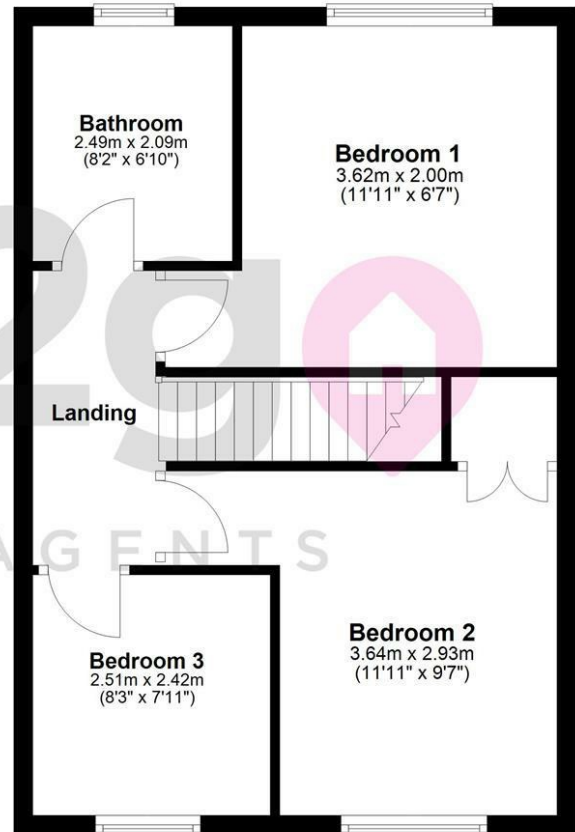 Bathroom
2.49m x 2.09m
(8'2" x 6'10")
Bedroom 1
3.62m x 2.00m
(11'11" x 6'7")
2g
Landing
AGENTS
Bedroom 2
3.64m x 2.93m
(11'11" x 9'7")
Bedroom 3
2.51m x 2.42m
(8'3" x 7'11")